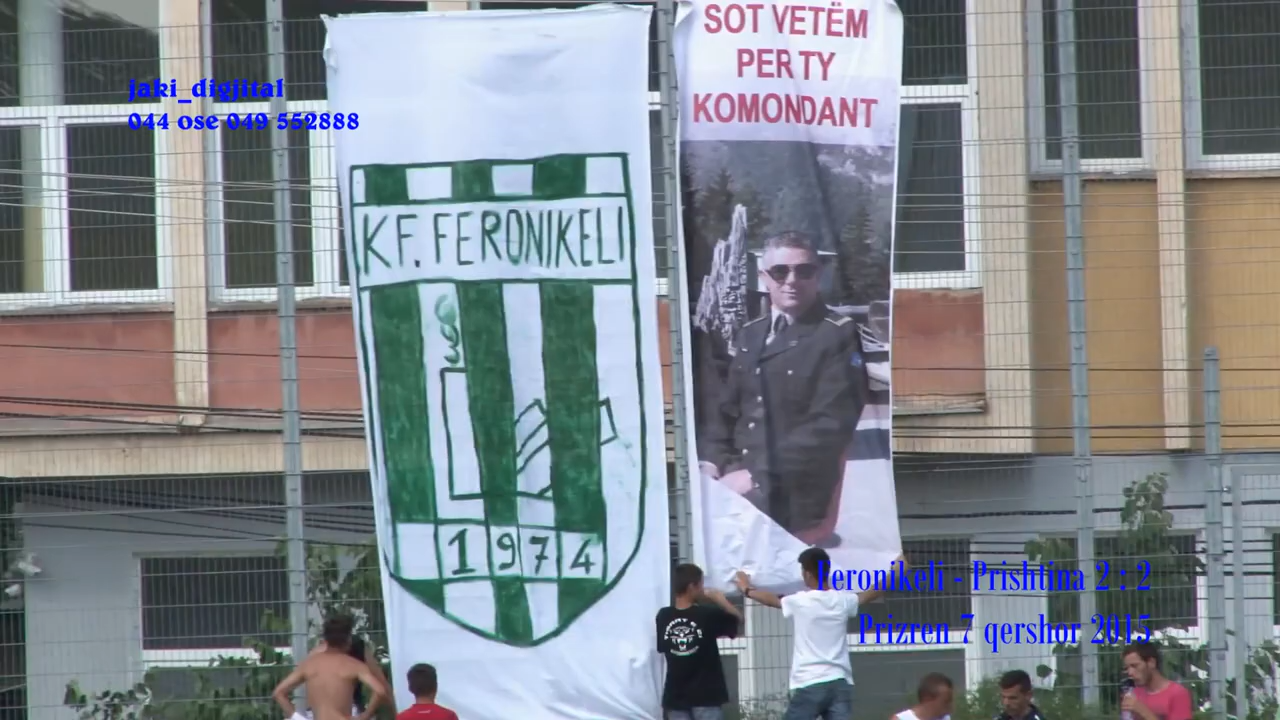 SOT VETËM
PER TY
KOMONDANT
jaki_digjital
044 ose 049 552888
KF. FERONIKELI
1974
Feronikeli - Prishtina 2 : 2
Prizren 7 qershor 2015